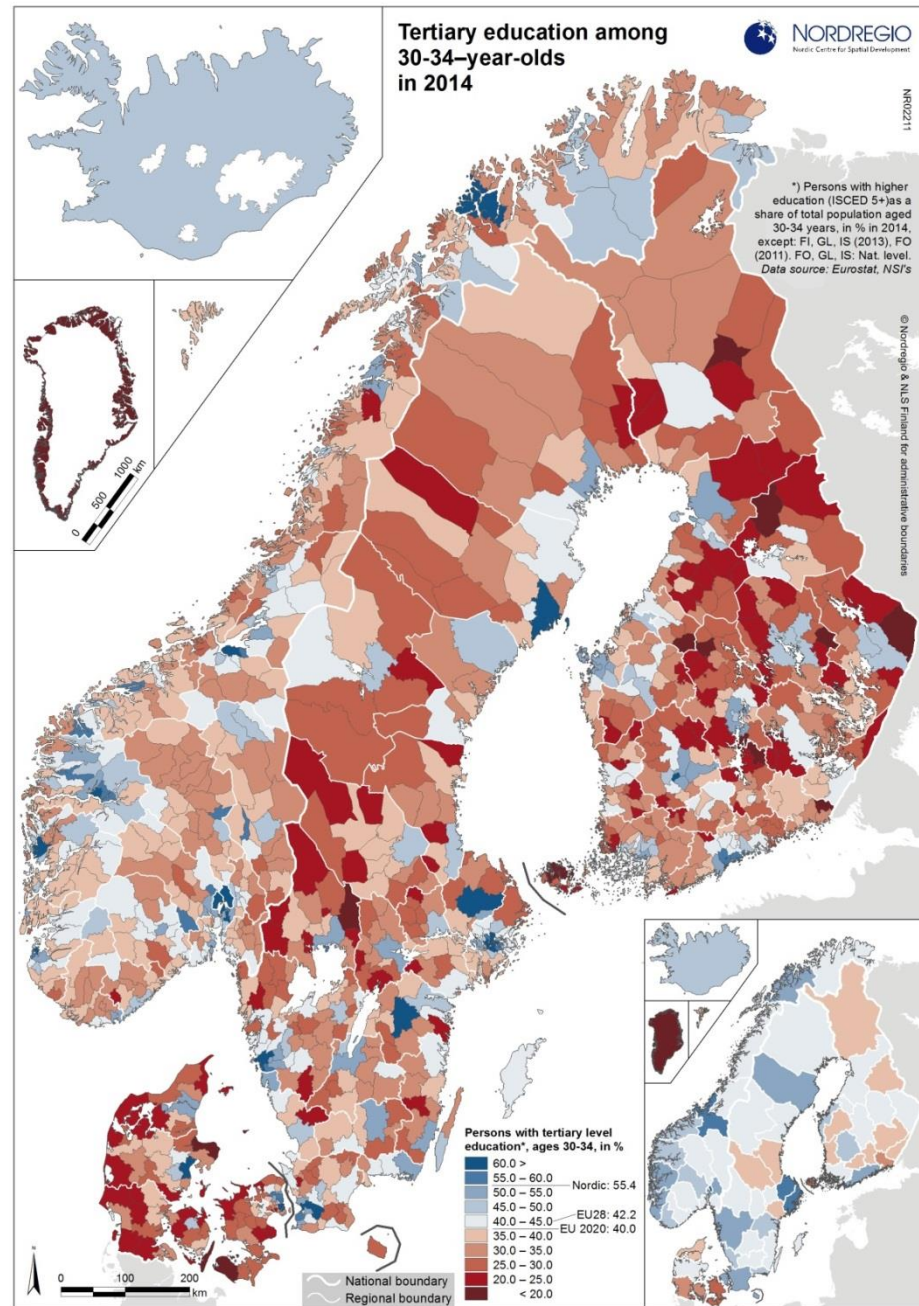 Tertiary education among
30-34–year-olds
in 2014
NORDREGIO
Nordic Centre for Spatial Development
NR02211
*) Persons with higher
education (ISCED 5+)as a
share of total population aged
30-34 years, in % in 2014,
except: FI, GL, IS (2013), FO
(2011). FO, GL, IS: Nat. level.
Data source: Eurostat, NSI's
© Nordregio & NLS Finland for administrative boundaries
0 500 1000
km
Persons with tertiary level
education*, ages 30-34, in %
60.0 >
55.0 – 60.0
50.0 – 55.0
Nordic: 55.4
45.0 – 50.0
40.0 – 45.0
EU28: 42.2
35.0 – 40.0
EU 2020: 40.0
30.0 – 35.0
25.0 – 30.0
20.0 – 25.0
< 20.0
N
0 100 200
km
National boundary
Regional boundary